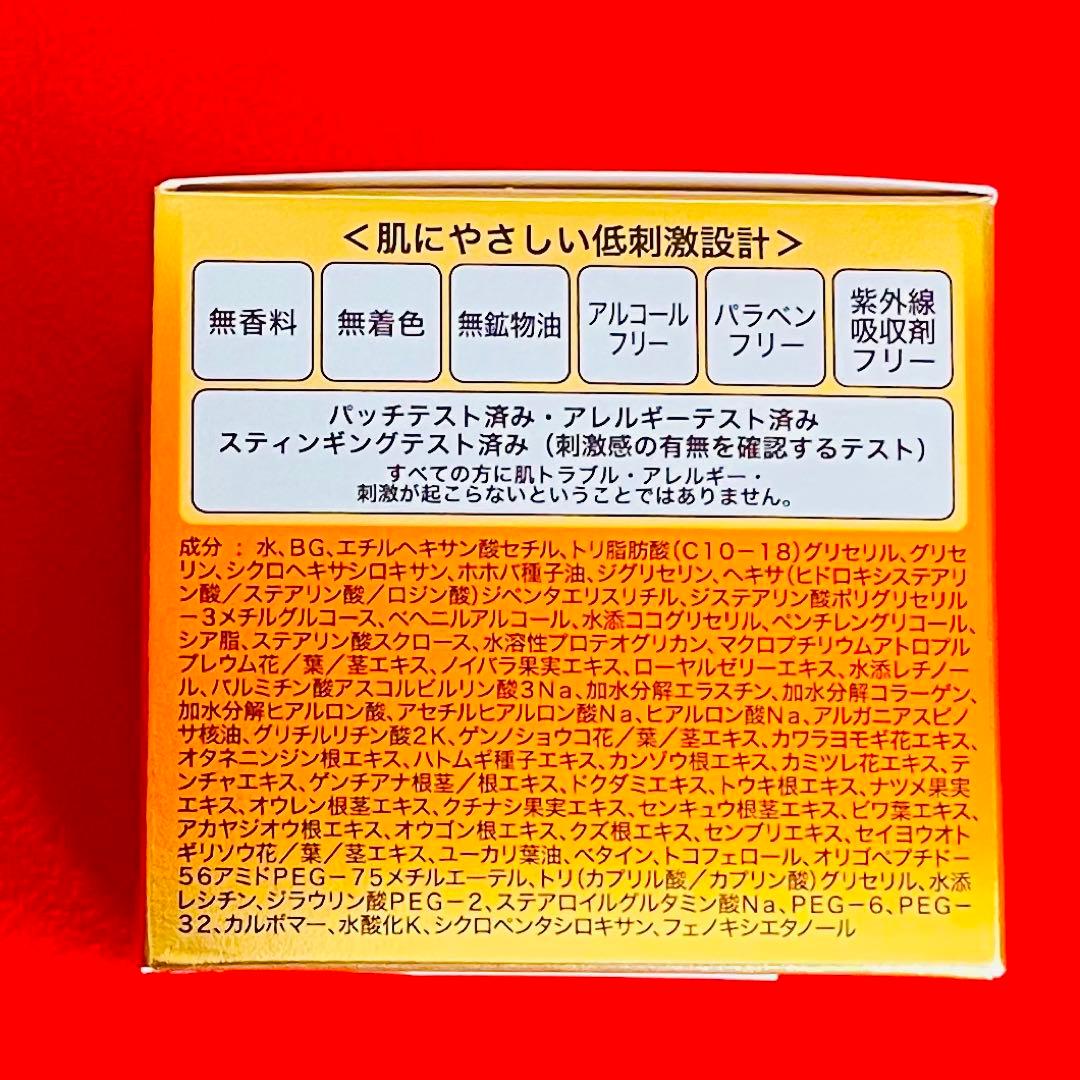 ＜肌にやさしい低刺激設計＞
無香料
無着色
無鉱物油
アルコール
フリー
パラベン
フリー
紫外線
吸収剤
フリー
パッチテスト済み・アレルギーテスト済み
スティンギングテスト済み（刺激感の有無を確認するテスト）
すべての方に肌トラブル・アレルギー・
刺激が起こらないということではありません。
成分 ： 水、BG、エチルヘキサン酸セチル、トリ脂肪酸(C10－18)グリセリル、グリセ
リン、シクロヘキサシロキサン、ホホバ種子油、ジグリセリン、ヘキサ(ヒドロキシステアリ
ン酸／ステアリン酸／ロジン酸)ジペンタエリスリチル、ジステアリン酸ポリグリセリル
－3メチルグルコース、ベヘニルアルコール、水添ココグリセリル、ペンチレングリコール、
シア脂、ステアリン酸スクロース、水溶性プロテオグリカン、マクロプチリウムアトロプル
プレウム花／葉／茎エキス、ノイバラ果実エキス、ローヤルゼリーエキス、水添レチノー
ル、パルミチン酸アスコルビルリン酸3Na、加水分解エラスチン、加水分解コラーゲン、
加水分解ヒアルロン酸、アセチルヒアルロン酸Na、ヒアルロン酸Na、アルガニアスピノ
サ核油、グリチルリチン酸2K、ゲンノショウコ花／葉／茎エキス、カワラヨモギ花エキス、
オタネニンジン根エキス、ハトムギ種子エキス、カンゾウ根エキス、カミツレ花エキス、テ
ンチャエキス、ゲンチアナ根茎／根エキス、ドクダミエキス、トウキ根エキス、ナツメ果実
エキス、オウレン根茎エキス、クチナシ果実エキス、センキュウ根茎エキス、ビワ葉エキス、
アカヤジオウ根エキス、オウゴン根エキス、クズ根エキス、センブリエキス、セイヨウオト
ギリソウ花／葉／茎エキス、ユーカリ葉油、ベタイン、トコフェロール、オリゴペプチド－
56アミドPEG－75メチルエーテル、トリ(カプリル酸／カプリン酸)グリセリル、水添
レシチン、ジラウリン酸PEG－2、ステアロイルグルタミン酸Na、PEG－6、PEG－
32、カルボマー、水酸化K、シクロペンタシロキサン、フェノキシエタノール